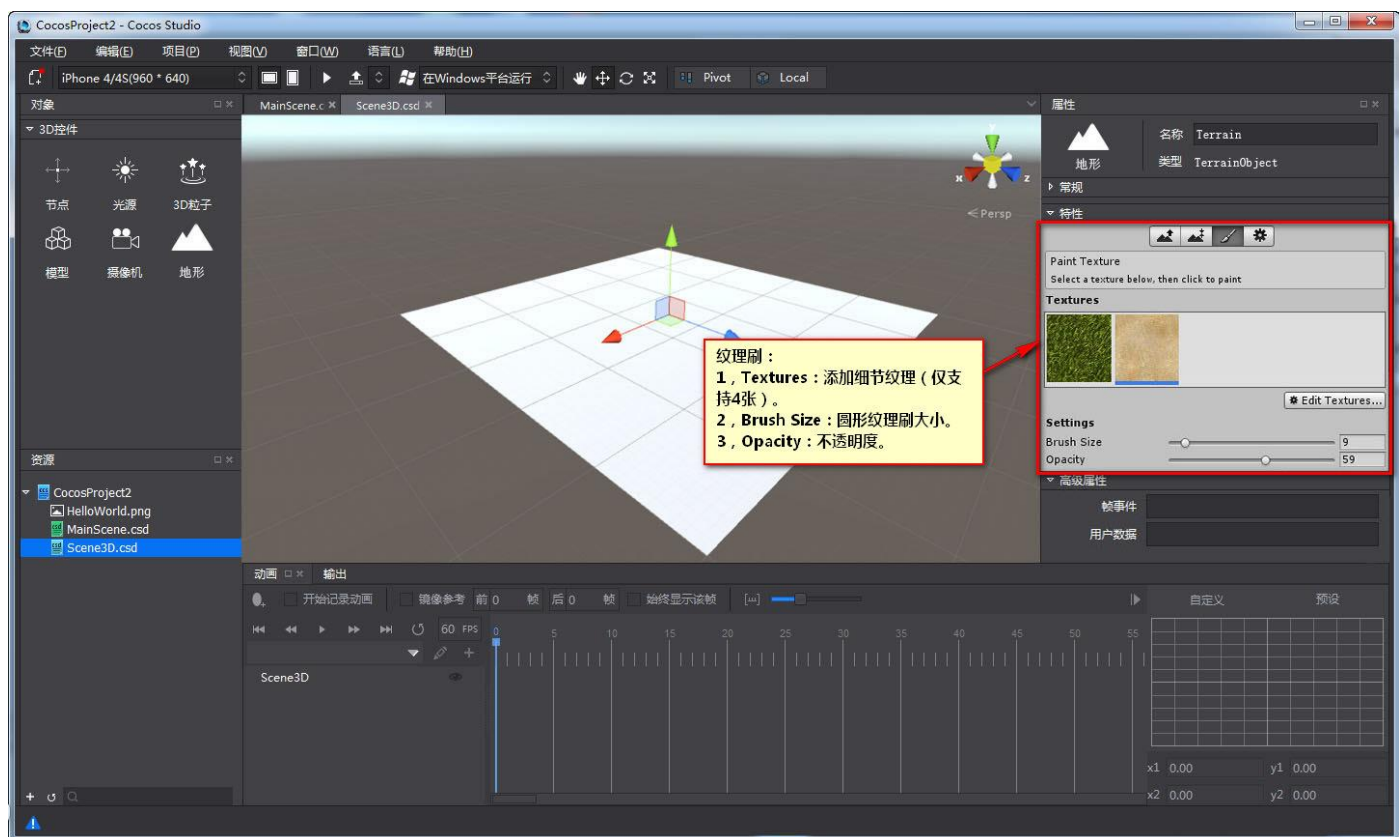 CocosProject2 - Cocos Studio
文件(F) 编辑(E) 项目(P) 视图(V) 窗口(W) 语言(L) 帮助(H)
iPhone 4/4S(960 * 640) 在Windows平台运行 Pivot Local
对象
3D控件
节点 光源 3D粒子
模型 摄像机 地形
资源
CocosProject2
HelloWorld.png
MainScene.csd
Scene3D.csd
MainScene.c Scene3D.csd
x z
Persp
纹理刷：
1，Textures：添加细节纹理（仅支
持4张）。
2，Brush Size：圆形纹理刷大小。
3，Opacity：不透明度。
属性
地形
名称 Terrain
类型 TerrainObject
常规
特性
Paint Texture
Select a texture below, then click to paint
Textures
Edit Textures...
Settings
Brush Size 9
Opacity 59
高级属性
帧事件
用户数据
动画 输出
开始记录动画 镜像参考 前 0 帧 后 0 帧 始终显示该帧
60 FPS
0 5 10 15 20 25 30 35 40 45 50 55
Scene3D
自定义 预设
x1 0.00 y1 0.00
x2 0.00 y2 0.00